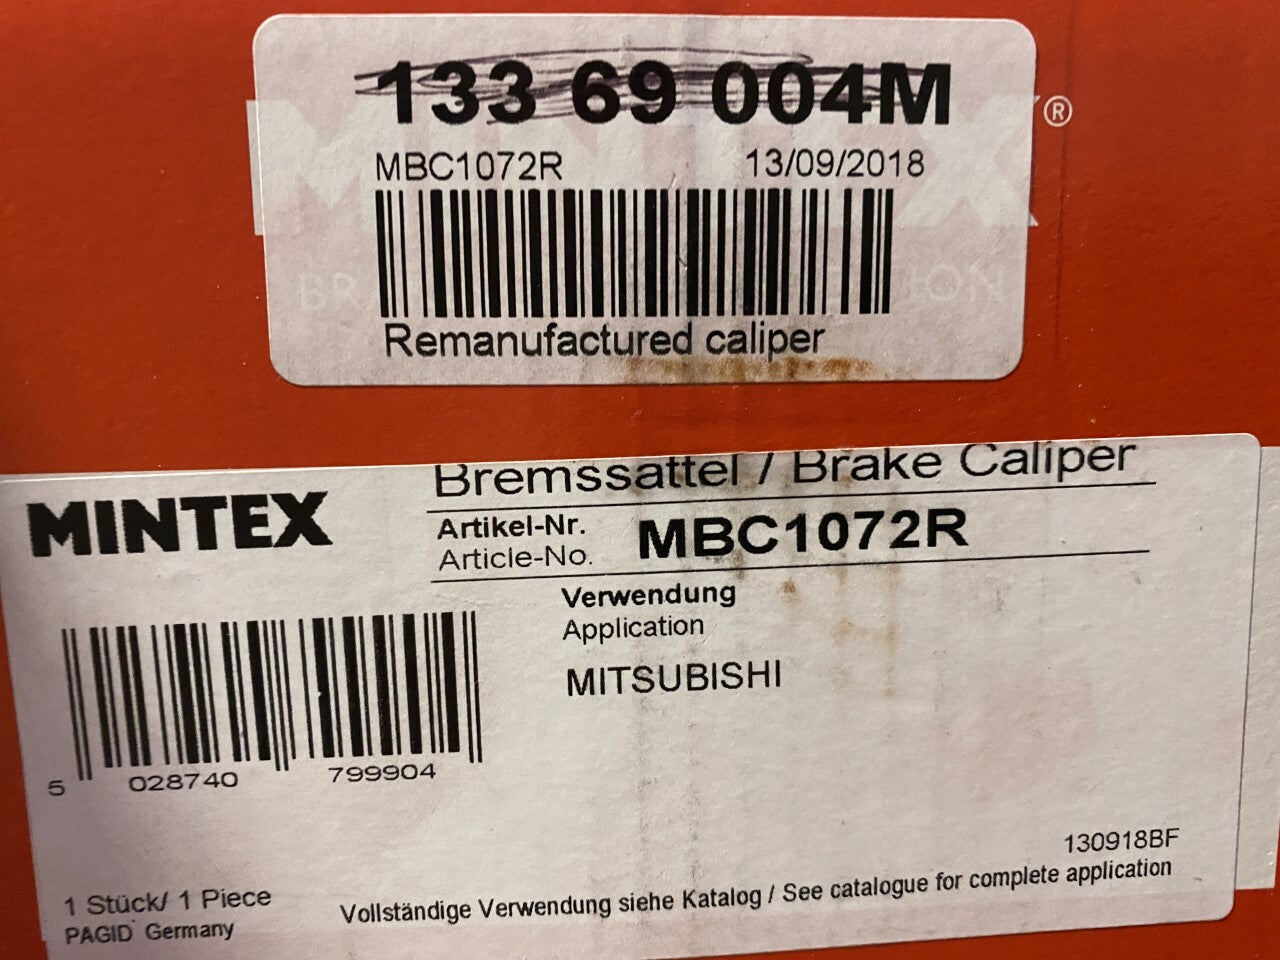 133 69 004M
MINTEX®
MBC1072R 13/09/2018
Remanufactured caliper
Bremssattel / Brake Caliper
MINTEX
Artikel-Nr.
Article-No. MBC1072R
Verwendung
Application
MITSUBISHI
5 028740 799904
130918BF
1 Stück/ 1 Piece
PAGID Germany
Vollständige Verwendung siehe Katalog / See catalogue for complete application